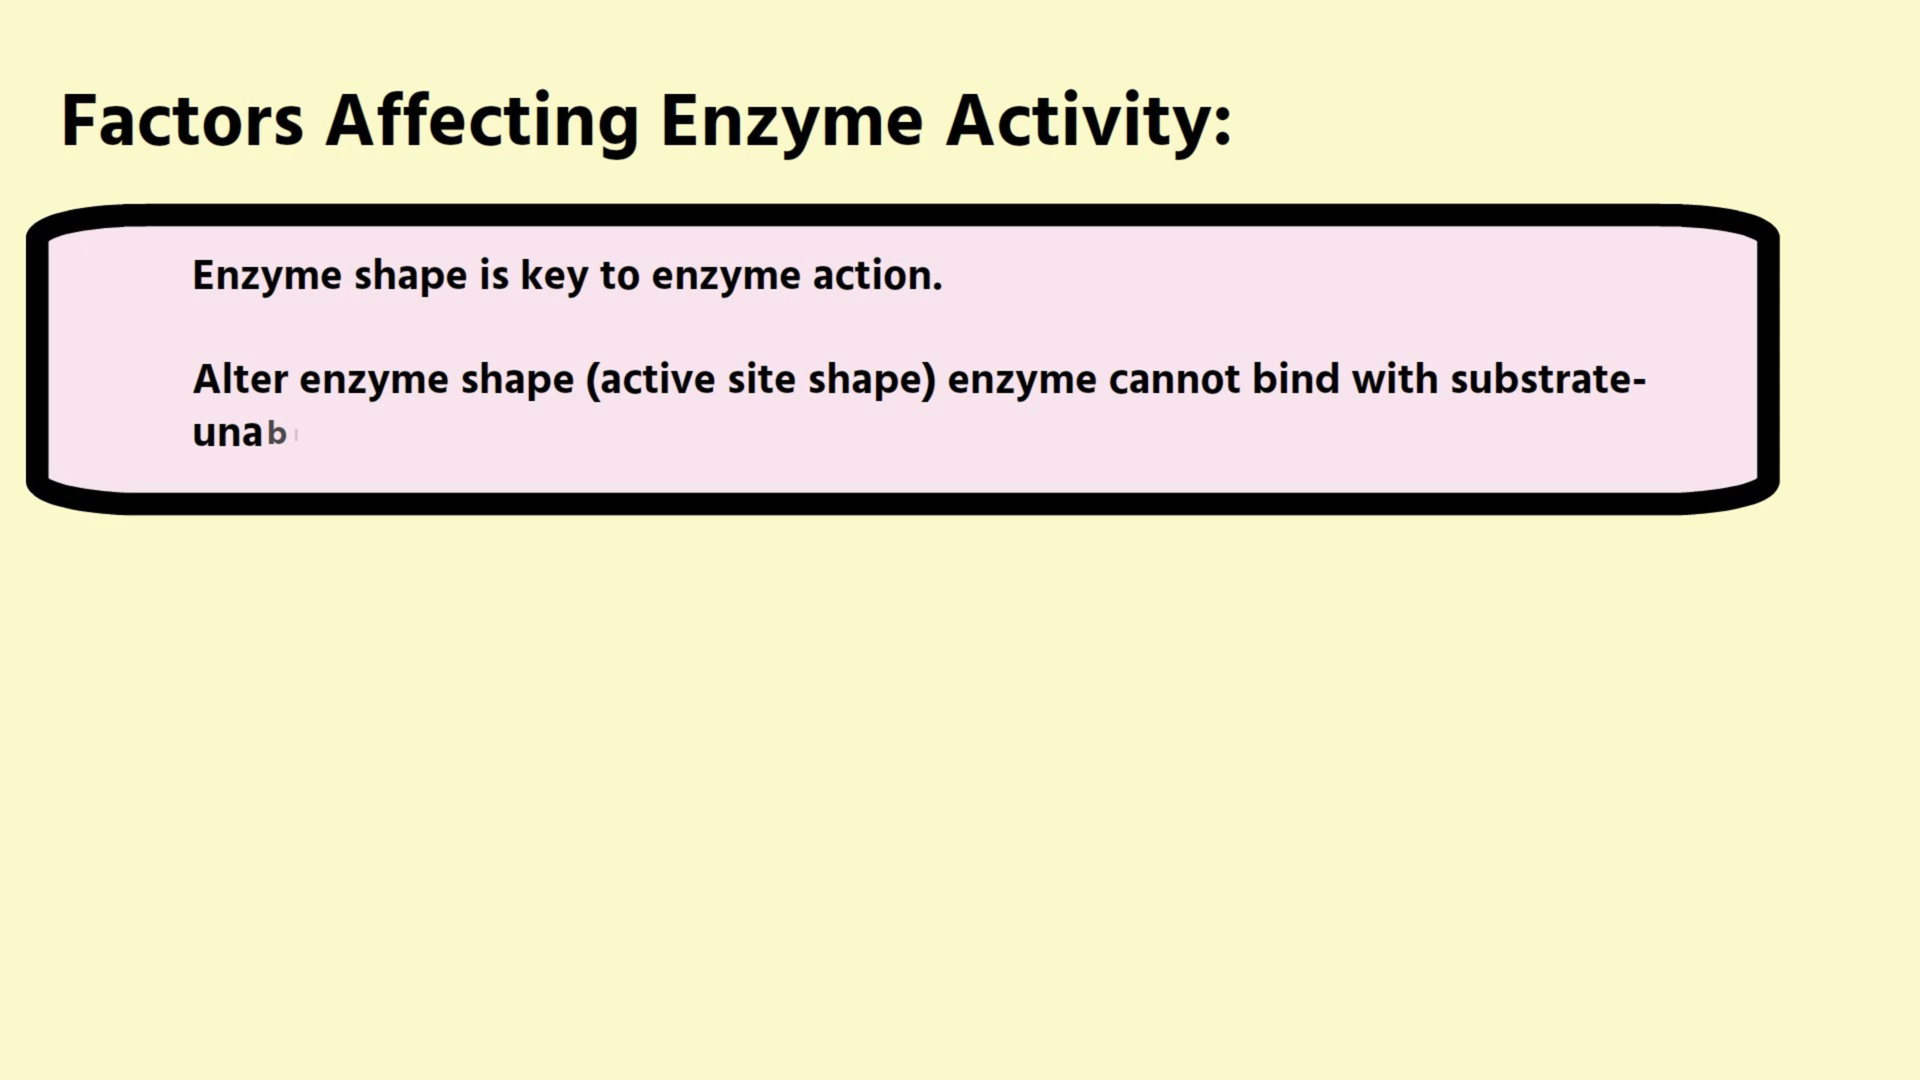 Factors Affecting Enzyme Activity:
Enzyme shape is key to enzyme action.
Alter enzyme shape (active site shape) enzyme cannot bind with substrate-
unab